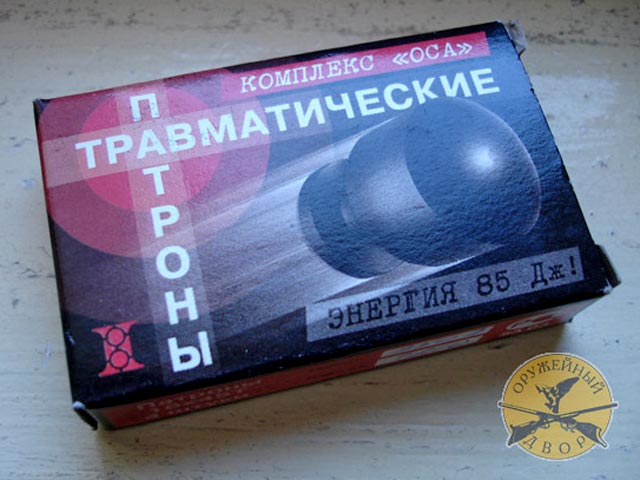 КОМПЛЕКС «ОСА»
ТРАВМАТИЧЕСКИЕ
ПАТРОНЫ
ЭНЕРГИЯ 85 Дж!
ОРУЖЕЙНЫЙ
ДВОР